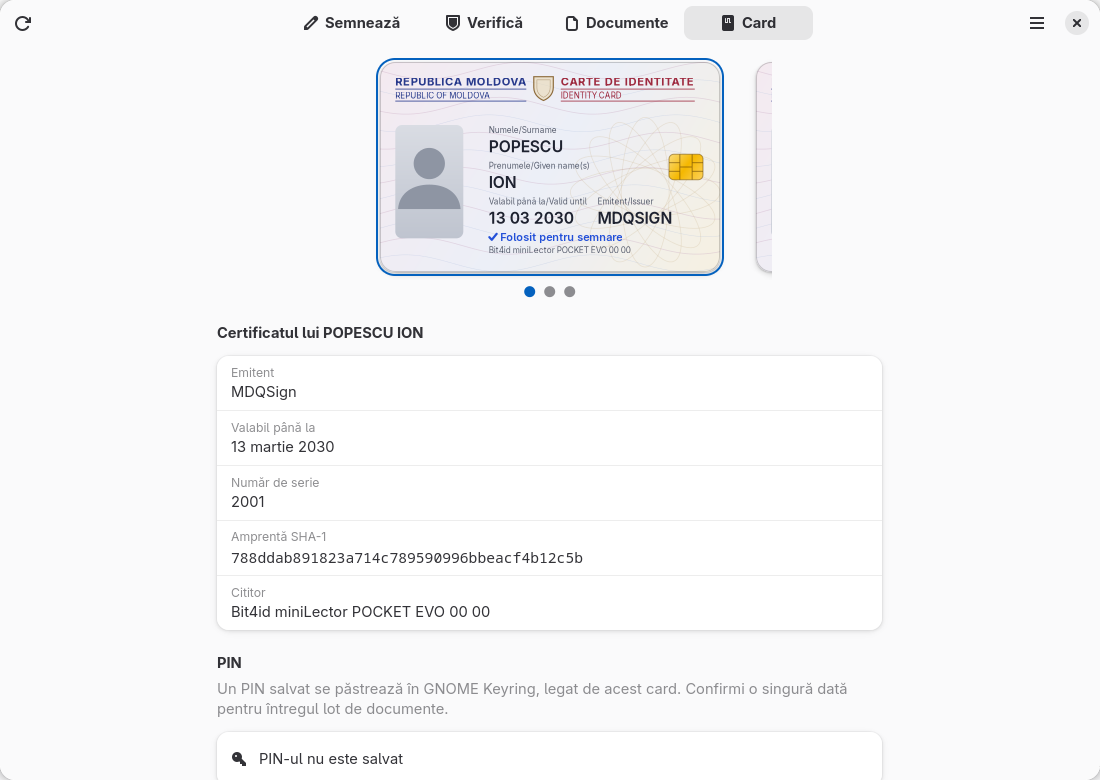 Semnează
Verifică
Documente
Card
REPUBLICA MOLDOVA
REPUBLIC OF MOLDOVA
CARTE DE IDENTITATE
IDENTITY CARD
Numele/Surname
POPESCU
Prenumele/Given name(s)
ION
Valabil până la/Valid until Emitent/Issuer
13 03 2030 MDQSIGN
Folosit pentru semnare
Bit4id miniLector POCKET EVO 00 00
Certificatul lui POPESCU ION
Emitent
MDQSign
Valabil până la
13 martie 2030
Număr de serie
2001
Amprentă SHA-1
788ddab891823a714c789590996bbeacf4b12c5b
Cititor
Bit4id miniLector POCKET EVO 00 00
PIN
Un PIN salvat se păstrează în GNOME Keyring, legat de acest card. Confirmi o singură dată
pentru întregul lot de documente.
PIN-ul nu este salvat